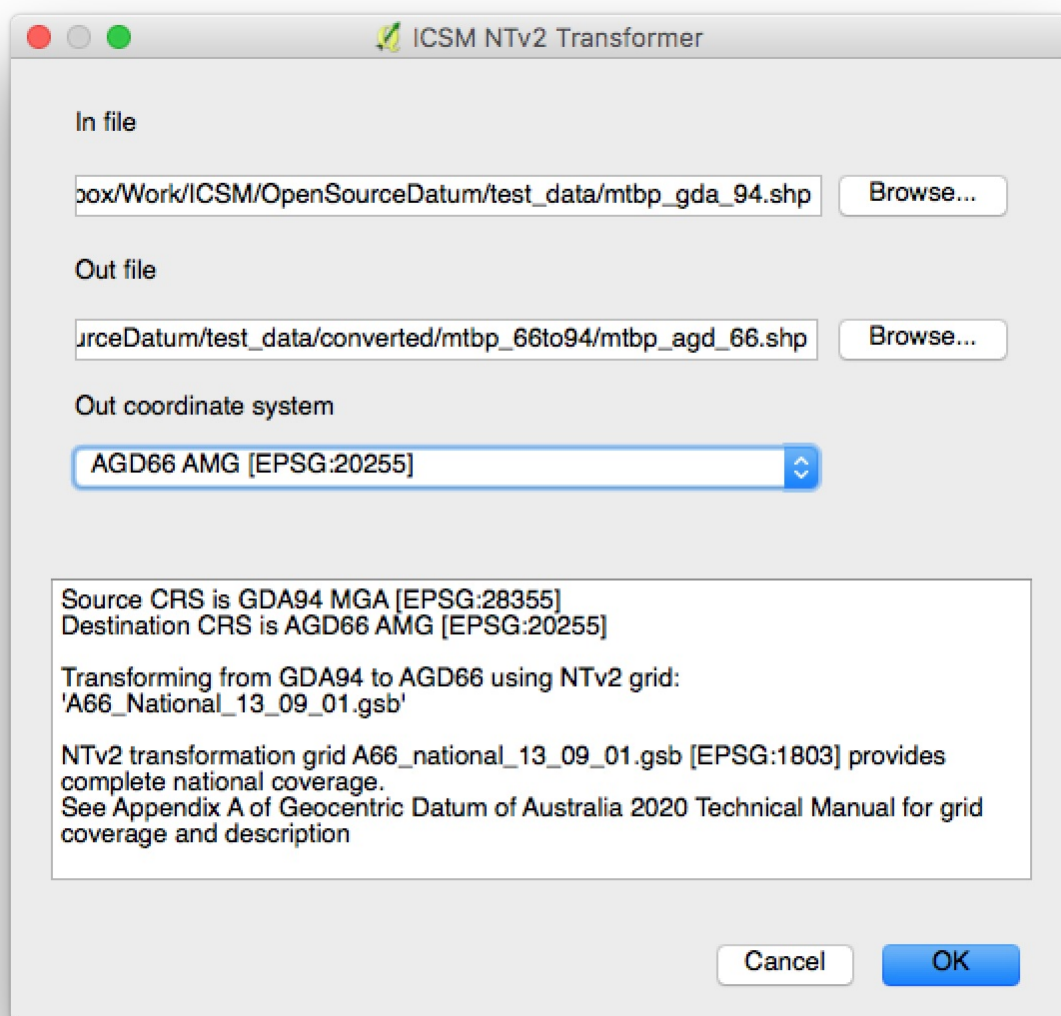 ICSM NTv2 Transformer
In file
box/Work/ICSM/OpenSourceDatum/test_data/mtbp_gda_94.shp
Browse...
Out file
urceDatum/test_data/converted/mtbp_66to94/mtbp_agd_66.shp
Browse...
Out coordinate system
AGD66 AMG [EPSG:20255]
Source CRS is GDA94 MGA [EPSG:28355]
Destination CRS is AGD66 AMG [EPSG:20255]
Transforming from GDA94 to AGD66 using NTv2 grid:
'A66_National_13_09_01.gsb'
NTv2 transformation grid A66_national_13_09_01.gsb [EPSG:1803] provides
complete national coverage.
See Appendix A of Geocentric Datum of Australia 2020 Technical Manual for grid
coverage and description
Cancel
OK